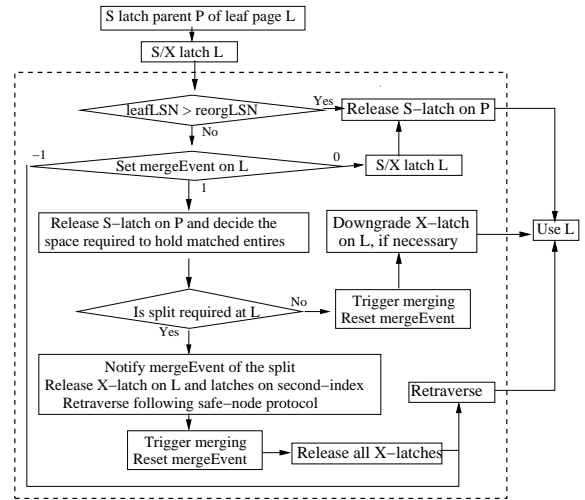 S latch parent P of leaf page L
S/X latch L
leafLSN > reorgLSN
Yes
Release S-latch on P
No
−1
Set mergeEvent on L
0
S/X latch L
1
Release S−latch on P and decide the
space required to hold matched entires
Downgrade X−latch
on L, if necessary
Use L
Is split required at L
No
Trigger merging
Reset mergeEvent
Yes
Notify mergeEvent of the split
Release X−latch on L and latches on second−index
Retraverse following safe−node protocol
Retraverse
Trigger merging
Reset mergeEvent
Release all X−latches